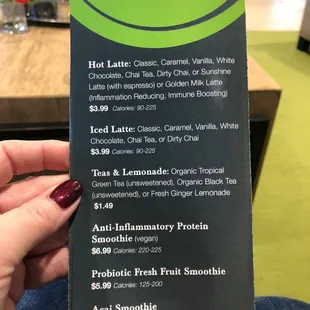 Hot Latte: Classic, Caramel, Vanilla, White
Chocolate, Chai Tea, Dirty Chai, or Sunshine
Latte (with espresso) or Golden Milk Latte
(Inflammation Reducing, Immune Boosting)
$3.99 Calories: 90-225
Iced Latte: Classic, Caramel, Vanilla, White
Chocolate, Chai Tea, or Dirty Chai
$3.99 Calories: 90-225
Teas & Lemonade: Organic Tropical
Green Tea (unsweetened), Organic Black Tea
(unsweetened), or Fresh Ginger Lemonade
$1.49
Anti-Inflammatory Protein
Smoothie (vegan)
$6.99 Calories: 220-225
Probiotic Fresh Fruit Smoothie
$5.99 Calories: 125-200
Acai Smoothie